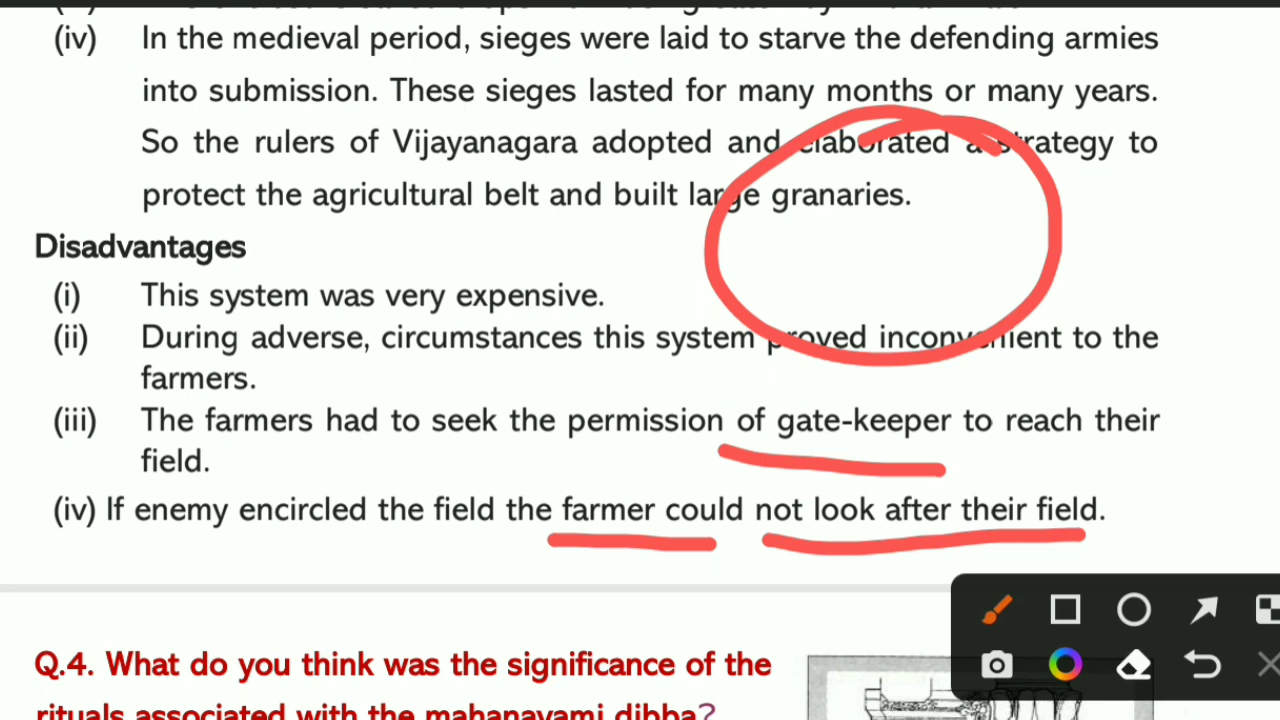 (iv) In the medieval period, sieges were laid to starve the defending armies
into submission. These sieges lasted for many months or many years.
So the rulers of Vijayanagara adopted and elaborated a strategy to
protect the agricultural belt and built large granaries.
Disadvantages
(i) This system was very expensive.
(ii) During adverse, circumstances this system proved inconvenient to the
farmers.
(iii) The farmers had to seek the permission of gate-keeper to reach their
field.
(iv) If enemy encircled the field the farmer could not look after their field.
Q.4. What do you think was the significance of the
rituals associated with the mahanavami dibba?